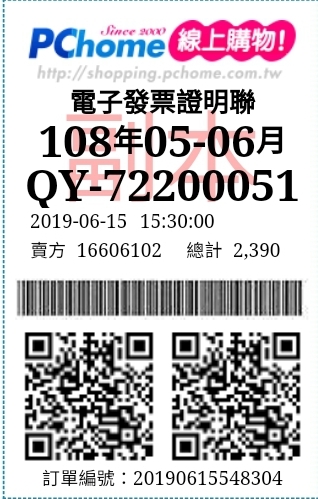 Since 2000
PChome 線上購物!
http://shopping.pchome.com.tw
電子發票證明聯
副本
108年05-06月
QY-72200051
2019-06-15 15:30:00
賣方 16606102 總計 2,390
訂單編號：20190615548304